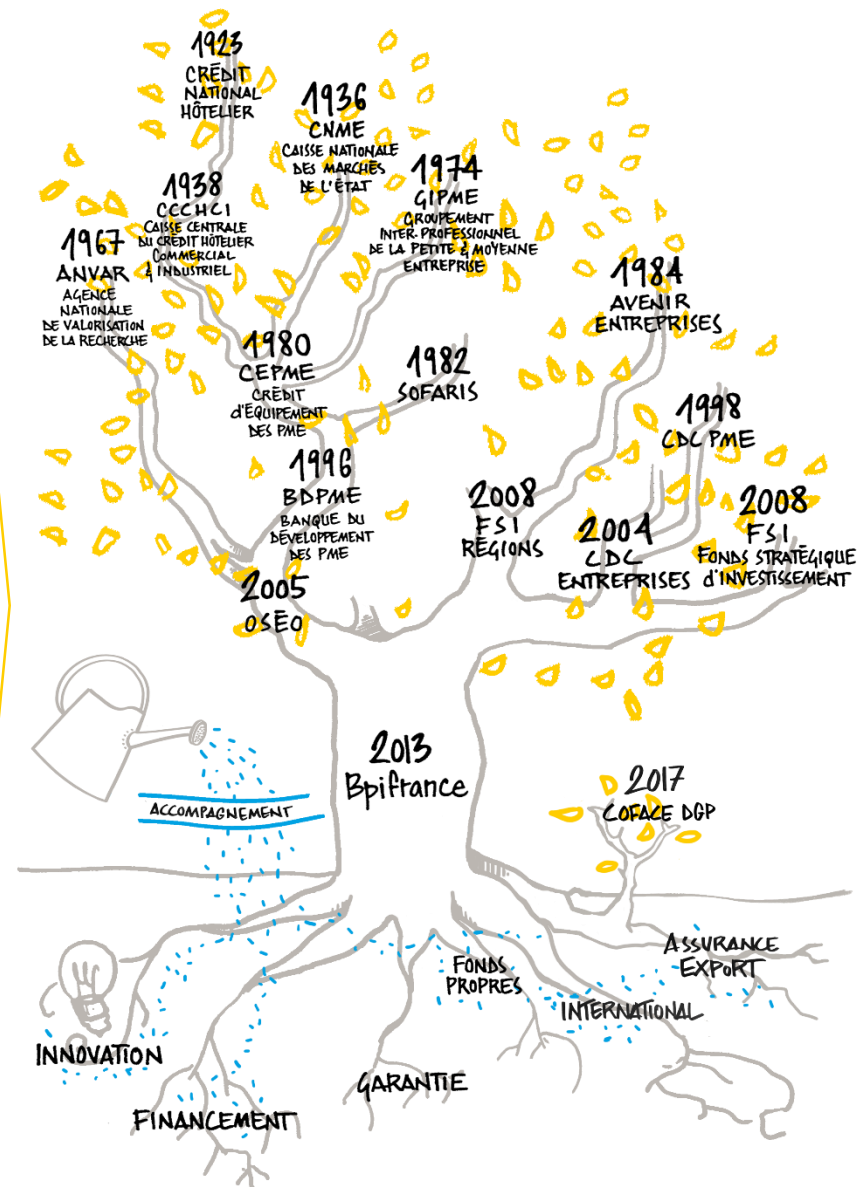 1923
CRÉDIT
NATIONAL
HÔTELIER
1936
CNME
CAISSE NATIONALE
DES MARCHÉS
DE L'ÉTAT
1974
GIPME
GROUPEMENT
INTER-PROFESSIONNEL
DE LA PETITE & MOYENNE
ENTREPRISE
1938
CCCHCI
CAISSE CENTRALE
DU CRÉDIT HÔTELIER
COMMERCIAL
& INDUSTRIEL
1967
ANVAR
AGENCE
NATIONALE
DE VALORISATION
DE LA RECHERCHE
1984
AVENIR
ENTREPRISES
1980
CEPME
CRÉDIT
d'ÉQUIPEMENT
DES PME
1982
SOFARIS
1998
CDC PME
1996
BDPME
BANQUE DU
DÉVELOPPEMENT
DES PME
2008
FSI
RÉGIONS
2004
CDC
ENTREPRISES
2008
FSI
FONDS STRATÉGIQUE
d'INVESTISSEMENT
2005
OSÉO
2013
Bpifrance
ACCOMPAGNEMENT
2017
COFACE DGP
ASSURANCE
EXPORT
FONDS
PROPRES
INTERNATIONAL
INNOVATION
GARANTIE
FINANCEMENT